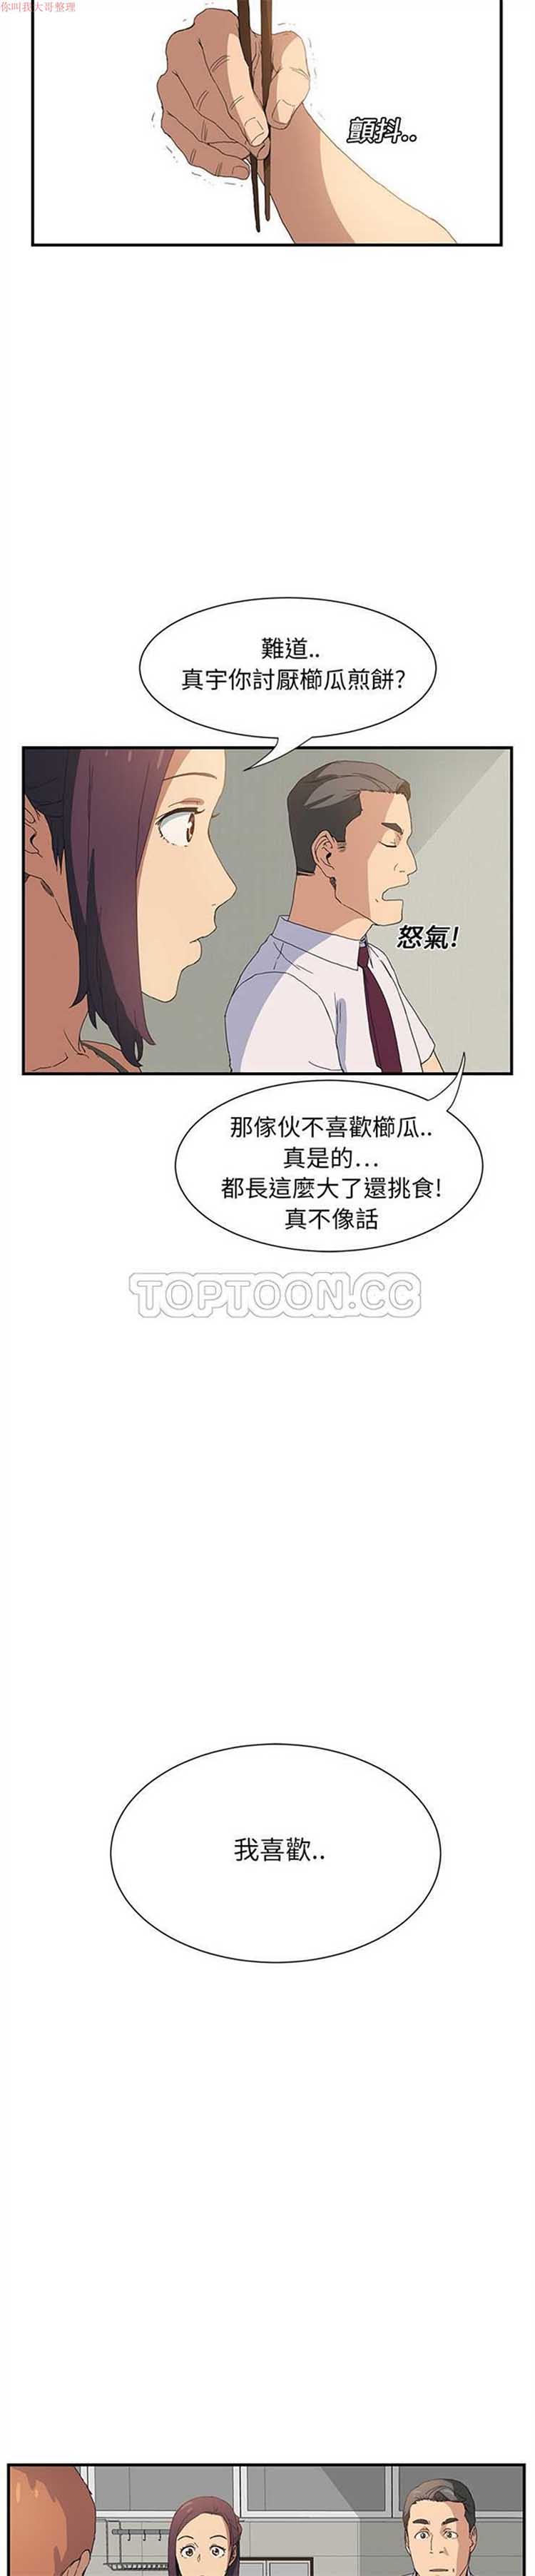 你叫我大哥整理
顫抖..
難道..
真宇你討厭櫛瓜煎餅?
怒氣!
那傢伙不喜歡櫛瓜..
真是的...
都長這麼大了還挑食!
真不像話
TOPTOON.CC
我喜歡..